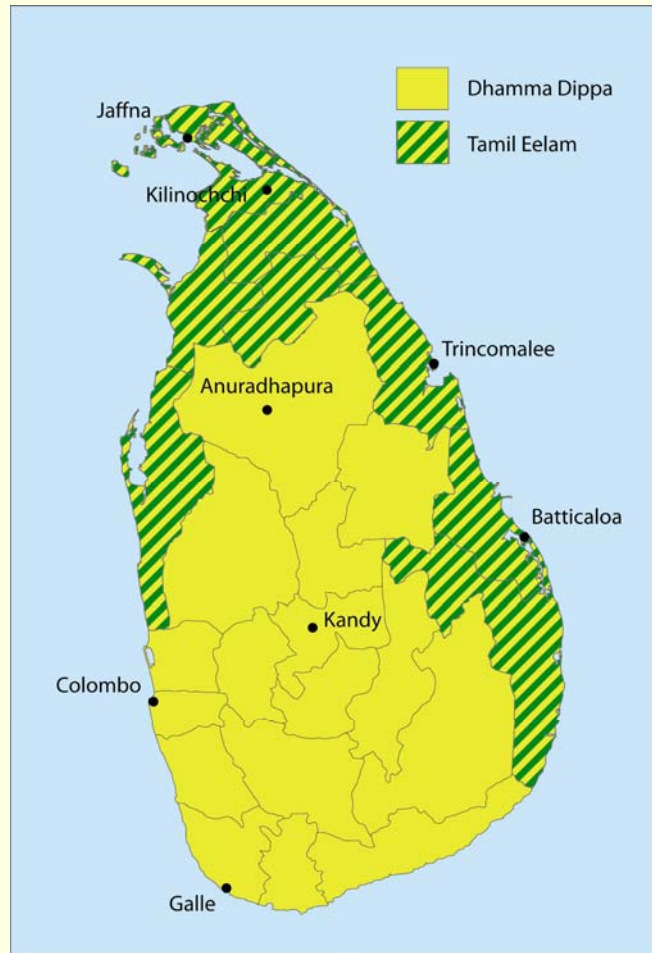 Dhamma Dippa
Jaffna
Tamil Eelam
Kilinochchi
Trincomalee
Anuradhapura
Batticaloa
Kandy
Colombo
Galle